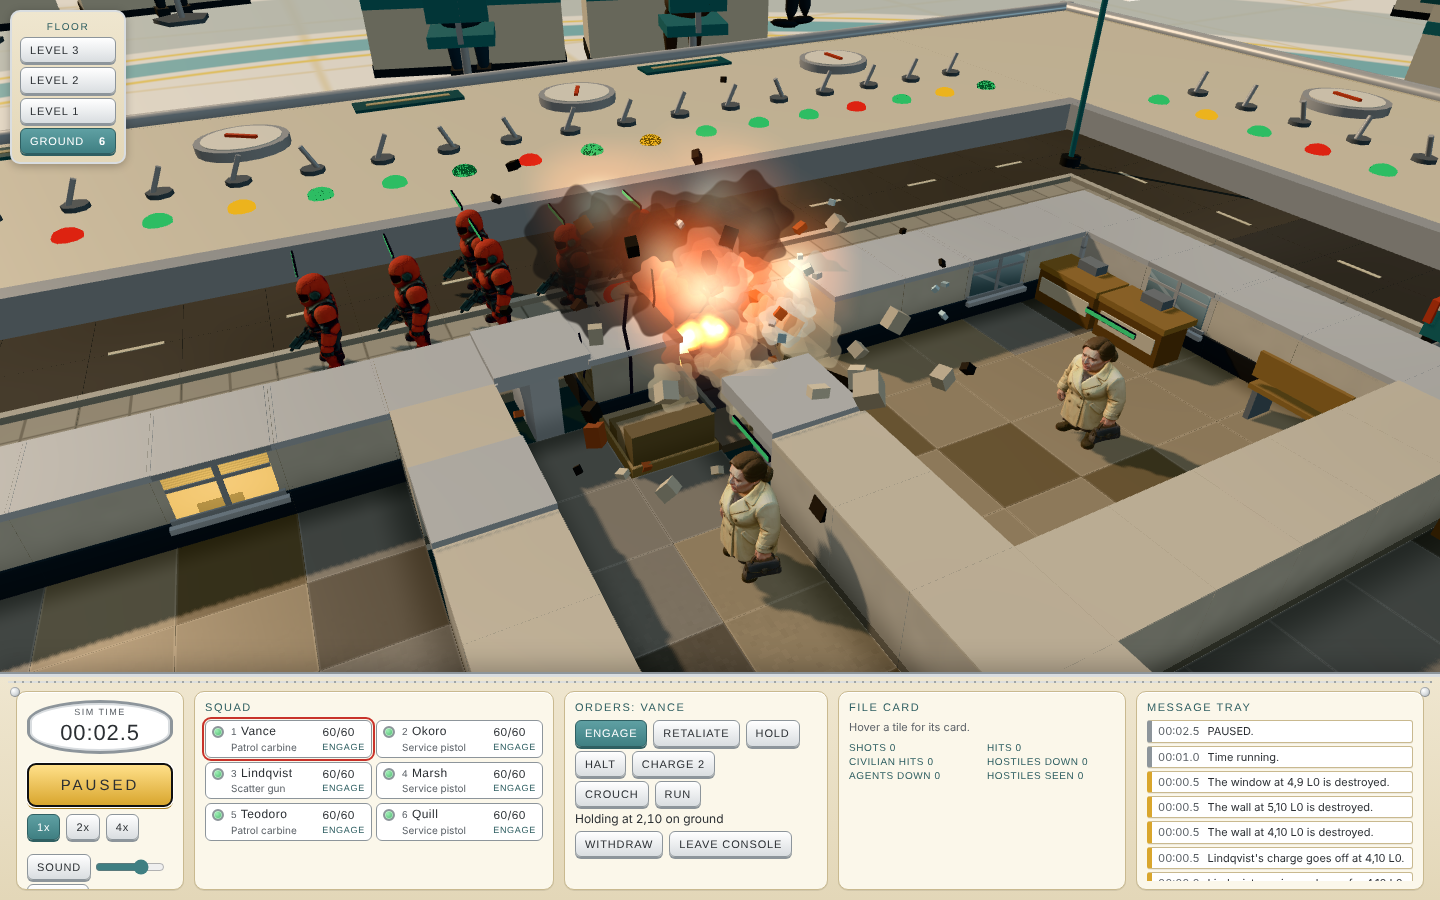 FLOOR
LEVEL 3
LEVEL 2
LEVEL 1
GROUND 6
SIM TIME
00:02.5
PAUSED
1x 2x 4x
SOUND
SQUAD
1 Vance 60/60
Patrol carbine ENGAGE
2 Okoro 60/60
Service pistol ENGAGE
3 Lindqvist 60/60
Scatter gun ENGAGE
4 Marsh 60/60
Service pistol ENGAGE
5 Teodoro 60/60
Patrol carbine ENGAGE
6 Quill 60/60
Service pistol ENGAGE
ORDERS: VANCE
ENGAGE RETALIATE HOLD
HALT CHARGE 2
CROUCH RUN
Holding at 2,10 on ground
WITHDRAW LEAVE CONSOLE
FILE CARD
Hover a tile for its card.
SHOTS 0 HITS 0
CIVILIAN HITS 0 HOSTILES DOWN 0
AGENTS DOWN 0 HOSTILES SEEN 0
MESSAGE TRAY
00:02.5 PAUSED.
00:01.0 Time running.
00:00.5 The window at 4,9 L0 is destroyed.
00:00.5 The wall at 5,10 L0 is destroyed.
00:00.5 The wall at 4,10 L0 is destroyed.
00:00.5 Lindqvist's charge goes off at 4,10 L0.